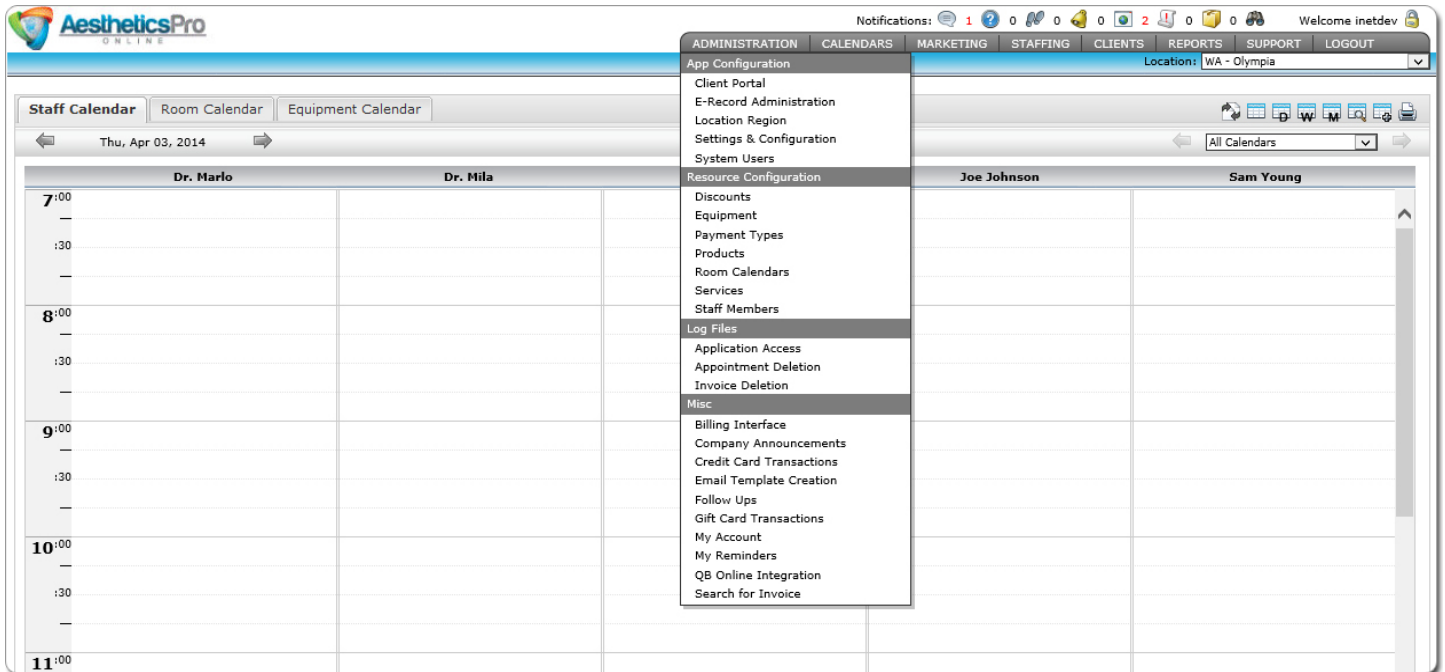 AestheticsPro
ONLINE
Notifications: 1 0 0 0 2 0 0 Welcome inetdev
ADMINISTRATION CALENDARS MARKETING STAFFING CLIENTS REPORTS SUPPORT LOGOUT
Location: WA - Olympia
App Configuration
Client Portal
E-Record Administration
Location Region
Settings & Configuration
System Users
Resource Configuration
Discounts
Equipment
Payment Types
Products
Room Calendars
Services
Staff Members
Log Files
Application Access
Appointment Deletion
Invoice Deletion
Misc
Billing Interface
Company Announcements
Credit Card Transactions
Email Template Creation
Follow Ups
Gift Card Transactions
My Account
My Reminders
QB Online Integration
Search for Invoice
Staff Calendar Room Calendar Equipment Calendar
D W M
Thu, Apr 03, 2014
All Calendars
Dr. Marlo Dr. Mila Joe Johnson Sam Young
7:00
:30
8:00
:30
9:00
:30
10:00
:30
11:00